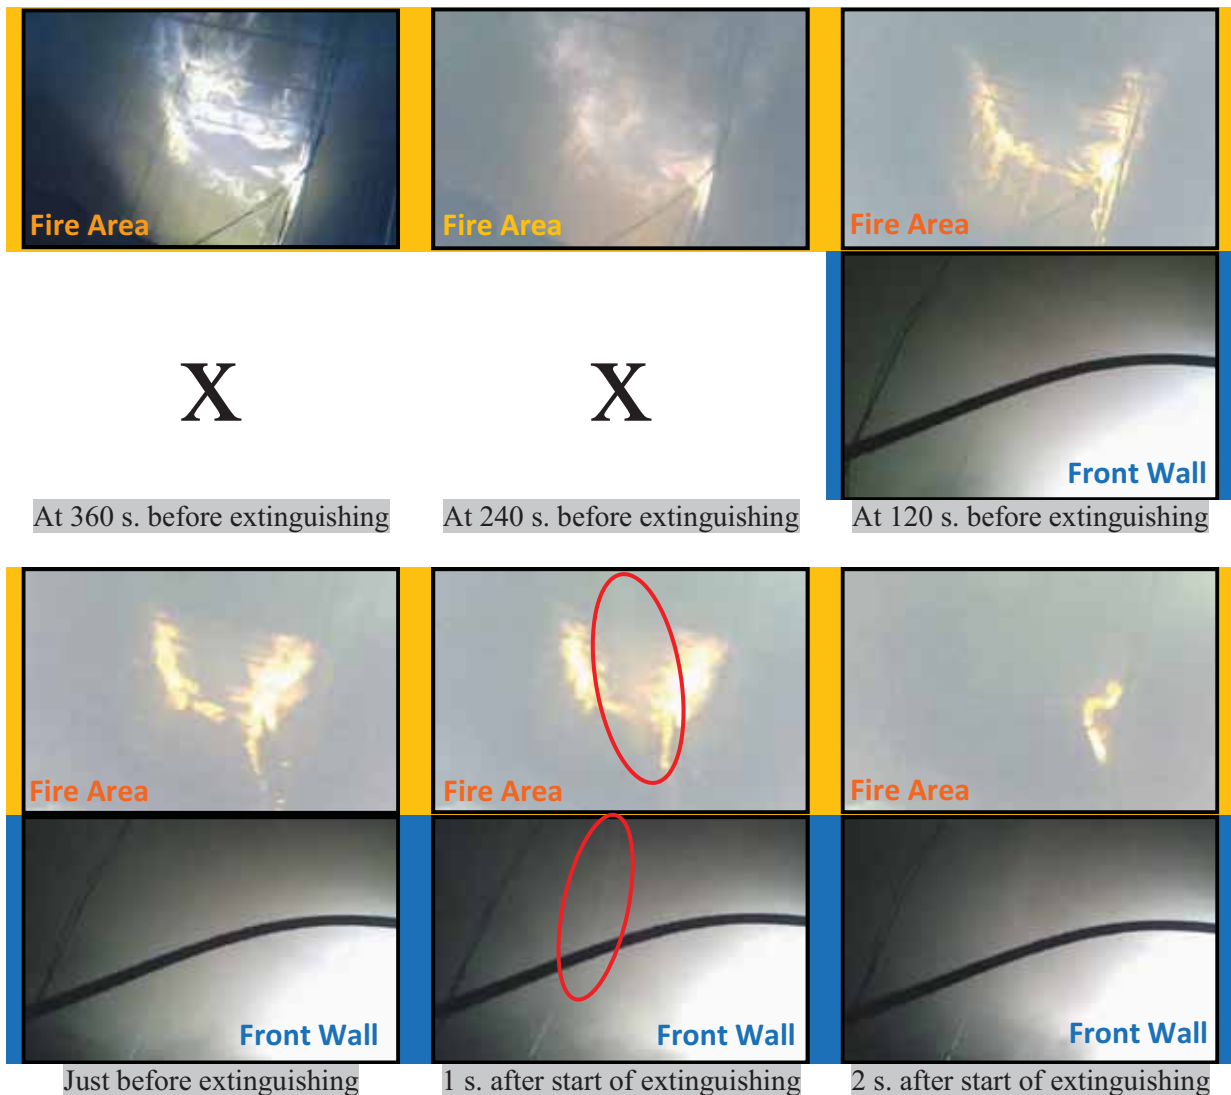 Fire Area
Fire Area
Fire Area
X
X
Front Wall
At 360 s. before extinguishing
At 240 s. before extinguishing
At 120 s. before extinguishing
Fire Area
Fire Area
Fire Area
Front Wall
Front Wall
Front Wall
Just before extinguishing
1 s. after start of extinguishing
2 s. after start of extinguishing